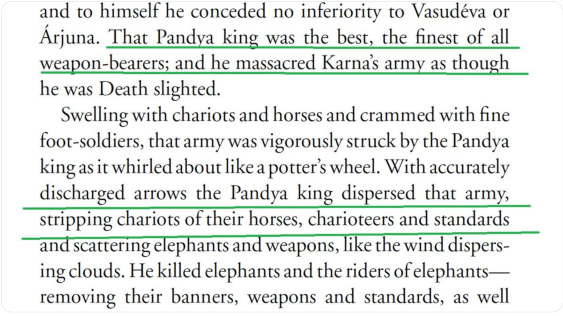 and to himself he conceded no inferiority to Vasudéva or
Árjuna. That Pandya king was the best, the finest of all
weapon-bearers; and he massacred Karna's army as though
he was Death slighted.
Swelling with chariots and horses and crammed with fine
foot-soldiers, that army was vigorously struck by the Pandya
king as it whirled about like a potter's wheel. With accurately
discharged arrows the Pandya king dispersed that army,
stripping chariots of their horses, charioteers and standards
and scattering elephants and weapons, like the wind dispers-
ing clouds. He killed elephants and the riders of elephants—
removing their banners, weapons and standards, as well